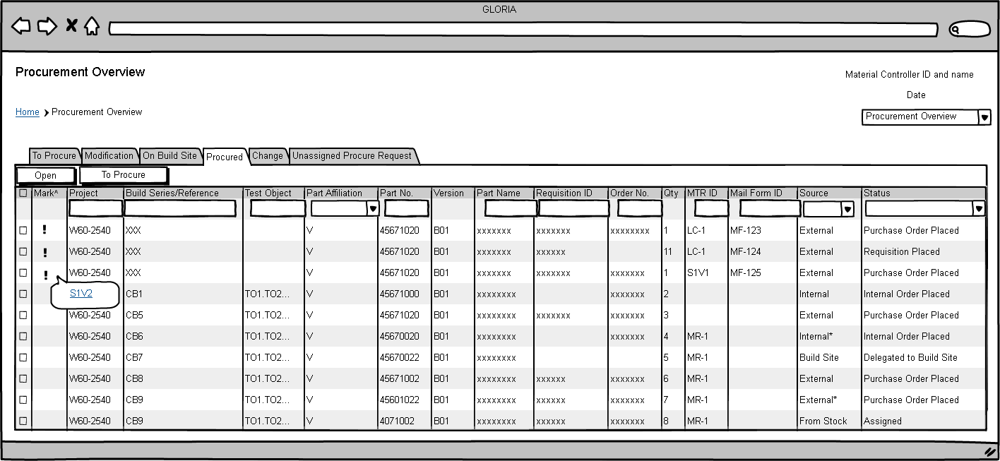 GLORIA
Procurement Overview
Material Controller ID and name
Date
Home Procurement Overview
Procurement Overview
To Procure Modification On Build Site Procured Change Unassigned Procure Request
Open To Procure
Mark^ Project Build Series/Reference Test Object Part Affiliation Part No. Version Part Name Requisition ID Order No. Qty MTR ID Mail Form ID Source Status
! W60-2540 XXX V 45671020 B01 xxxxxxx xxxxxxx xxxxxxxx 1 LC-1 MF-123 External Purchase Order Placed
! W60-2540 XXX V 45671020 B01 xxxxxxx xxxxxx 11 LC-1 MF-124 External Requisition Placed
! W60-2540 XXX V 45671020 B01 xxxxxxxx xxxxxxx xxxxxxx 1 S1V1 MF-125 External Purchase Order Placed
S1V2 CB1 TO1.TO2... V 45671000 B01 xxxxxxxx xxxxxxx 2 Internal Internal Order Placed
W60-2540 CB5 TO1.TO2... V 45671020 B01 xxxxxxxx xxxxxxx xxxxxxx 3 External Purchase Order Placed
W60-2540 CB6 TO1.TO2... V 45670020 B01 xxxxxxxx xxxxxxx 4 MR-1 Internal* Internal Order Placed
W60-2540 CB7 TO1.TO2... V 45670022 B01 xxxxxxxx 5 MR-1 Build Site Delegated to Build Site
W60-2540 CB8 TO1.TO2... V 45671002 B01 xxxxxxxx xxxxxx xxxxxxx 6 MR-1 External Purchase Order Placed
W60-2540 CB9 TO1.TO2... V 45601022 B01 xxxxxxxx xxxxxx xxxxxxx 7 MR-1 External* Purchase Order Placed
W60-2540 CB9 TO1.TO2... V 4071002 B01 xxxxxxxx xxxxxx xxxxxxx 8 MR-1 From Stock Assigned